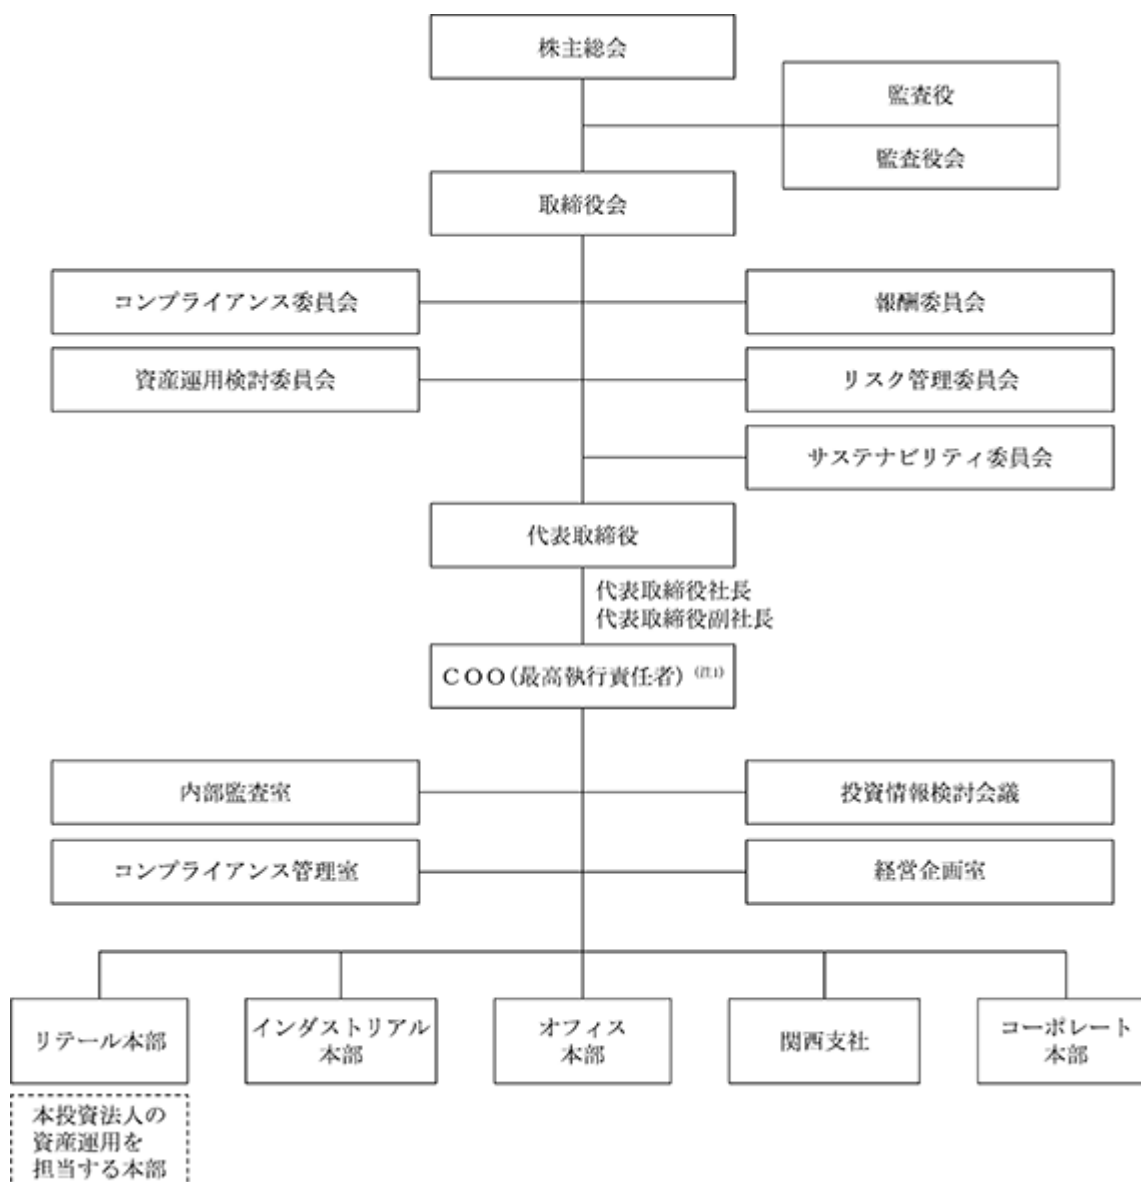 株主総会
監査役
監査役会
取締役会
コンプライアンス委員会
報酬委員会
資産運用検討委員会
リスク管理委員会
サステナビリティ委員会
代表取締役
代表取締役社長
代表取締役副社長
ＣＯＯ(最高執行責任者) (注1)
内部監査室
投資情報検討会議
コンプライアンス管理室
経営企画室
リテール本部
インダストリアル
本部
オフィス
本部
関西支社
コーポレート
本部
本投資法人の
資産運用を
担当する本部